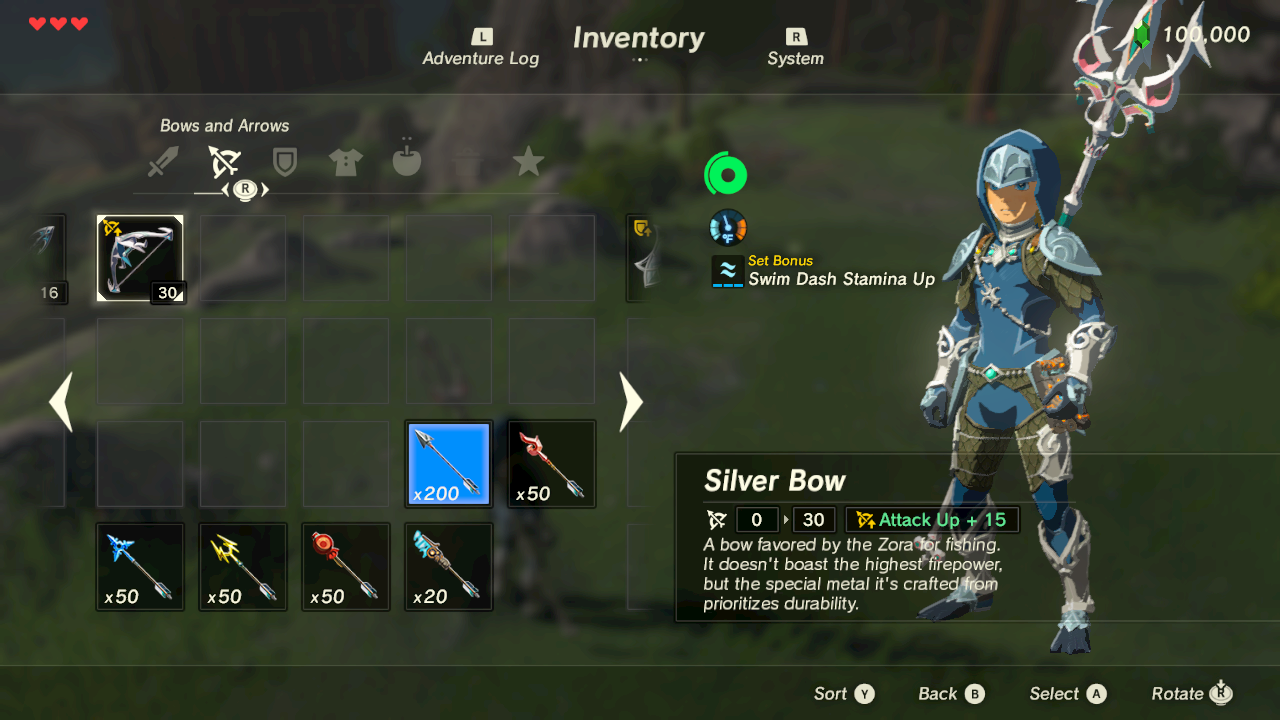 L
Inventory
R
100,000
Adventure Log
System
Bows and Arrows
R
°F
Set Bonus
Swim Dash Stamina Up
16
30
x200
x50
Silver Bow
0
30
Attack Up + 15
A bow favored by the Zora for fishing.
It doesn't boast the highest firepower,
but the special metal it's crafted from
prioritizes durability.
x50
x50
x50
x20
Sort Y
Back B
Select A
Rotate R